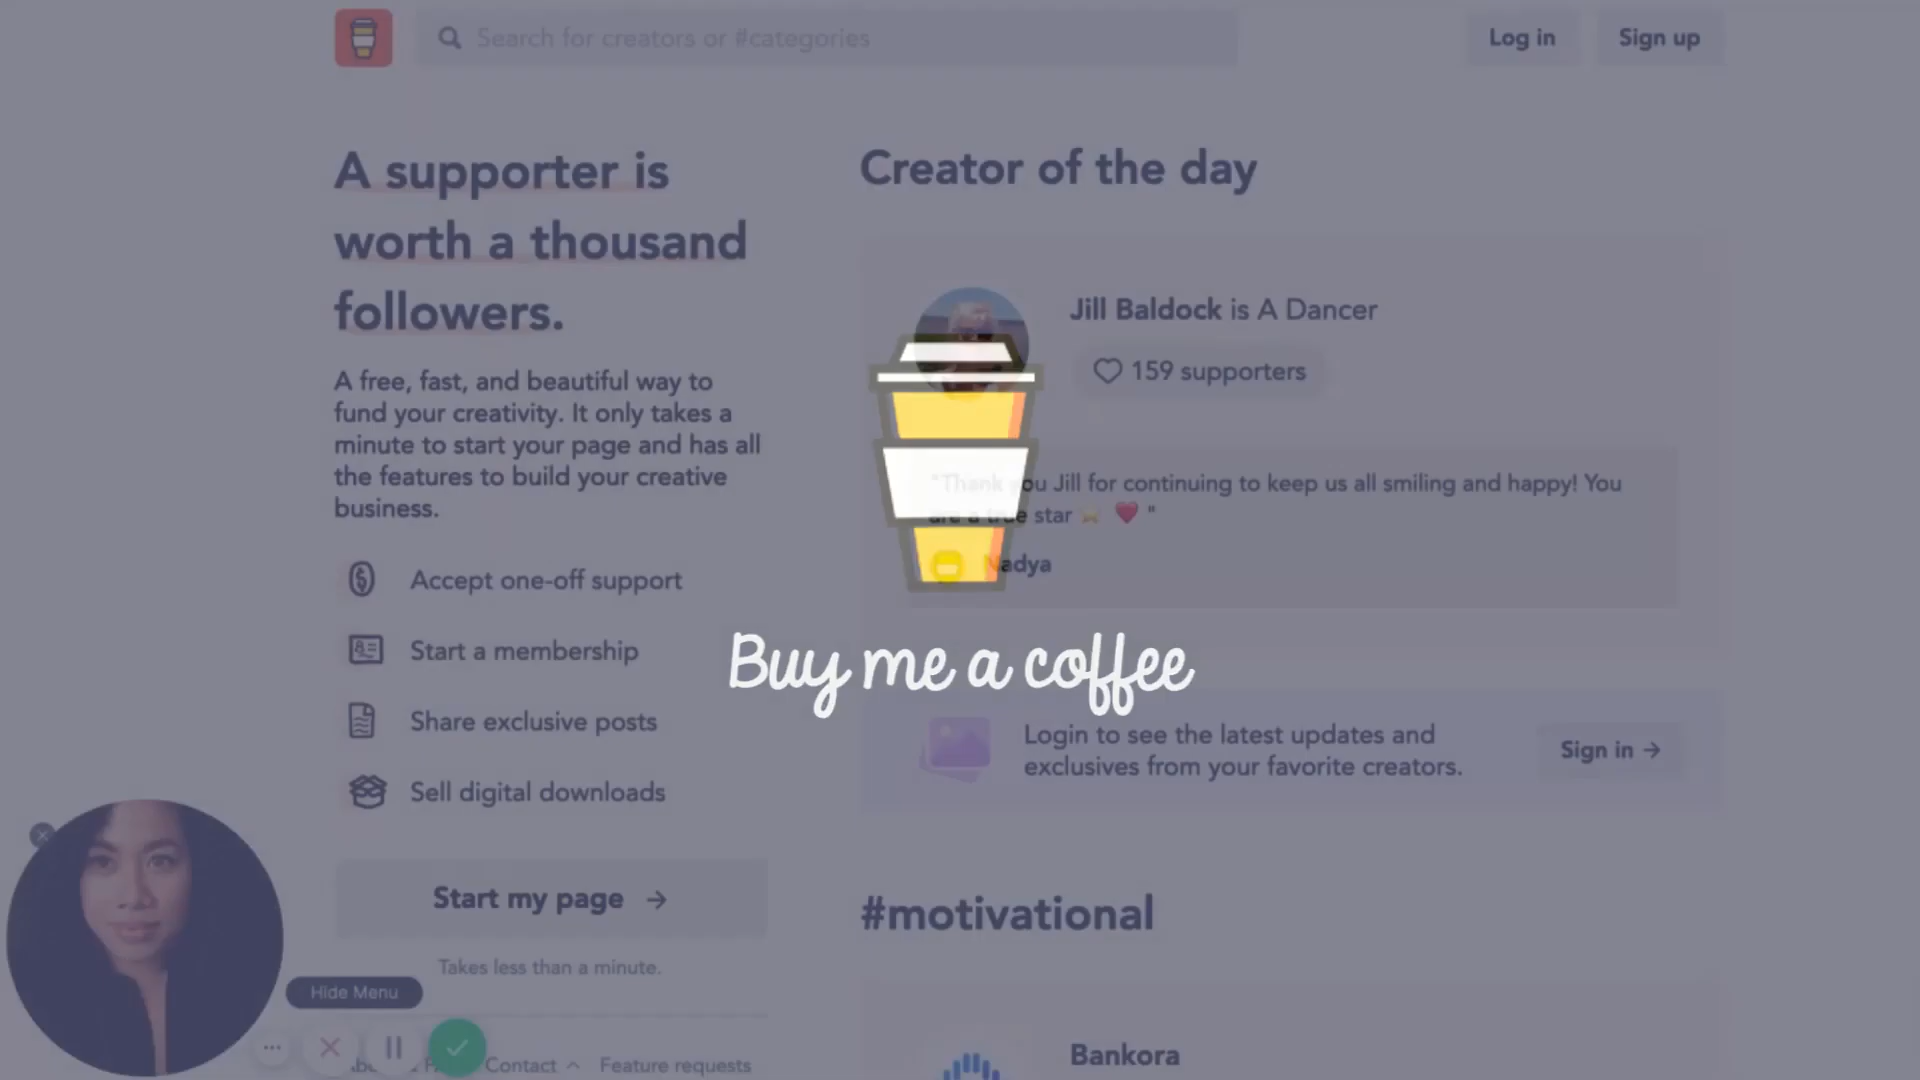 Search for creators or #categories
Log in
Sign up
A supporter is
worth a thousand
followers.
A free, fast, and beautiful way to
fund your creativity. It only takes a
minute to start your page and has all
the features to build your creative
business.
Accept one-off support
Start a membership
Share exclusive posts
Sell digital downloads
Start my page →
Takes less than a minute.
Hide Menu
Contact
Feature requests
Creator of the day
Jill Baldock is A Dancer
159 supporters
"Thank you Jill for continuing to keep us all smiling and happy! You
are a true star ⭐ ❤️ "
Nadya
Buy me a coffee
Login to see the latest updates and
exclusives from your favorite creators.
Sign in →
#motivational
Bankora